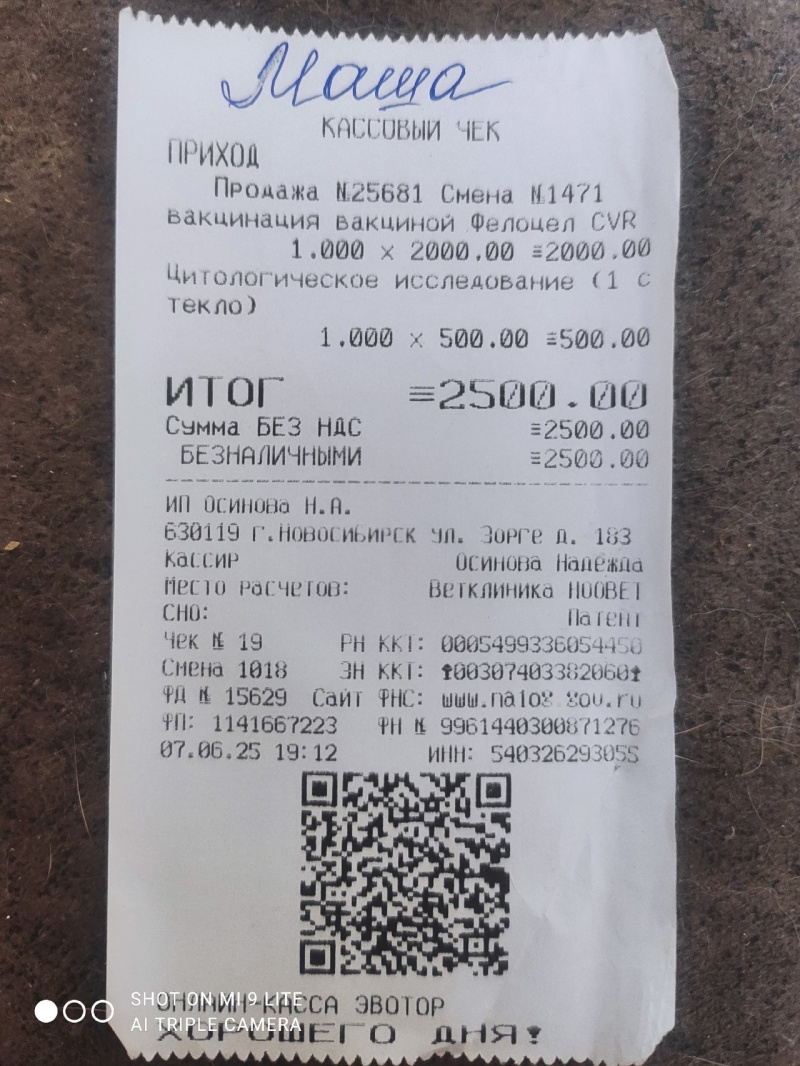 Маша
КАССОВЫЙ ЧЕК
ПРИХОД
Продажа №25681 Смена №1471
вакцинация вакциной Фелоцел CVR
1.000 x 2000.00 ≡2000.00
Цитологическое исследование (1 с
текло)
1.000 x 500.00 ≡500.00
ИТОГ ≡2500.00
Сумма БЕЗ НДС ≡2500.00
БЕЗНАЛИЧНЫМИ ≡2500.00
ИП Осинова Н.А.
630119 г.Новосибирск ул. Зорге д. 183
Кассир Осинова Надежда
Место расчетов: Ветклиника НООВЕТ
СНО: Патент
Чек № 19 РН ККТ: 0005499336054450
Смена 1018 ЗН ККТ: 00307403382060
ФД № 15629 Сайт ФНС: www.nalog.gov.ru
ФП: 1141667223 ФН № 9961440300871276
07.06.25 19:12 ИНН: 540326293055
ОНЛАЙН-КАССА ЭВОТОР
ХОРОШЕГО ДНЯ!
SHOT ON MI 9 LITE
AI TRIPLE CAMERA